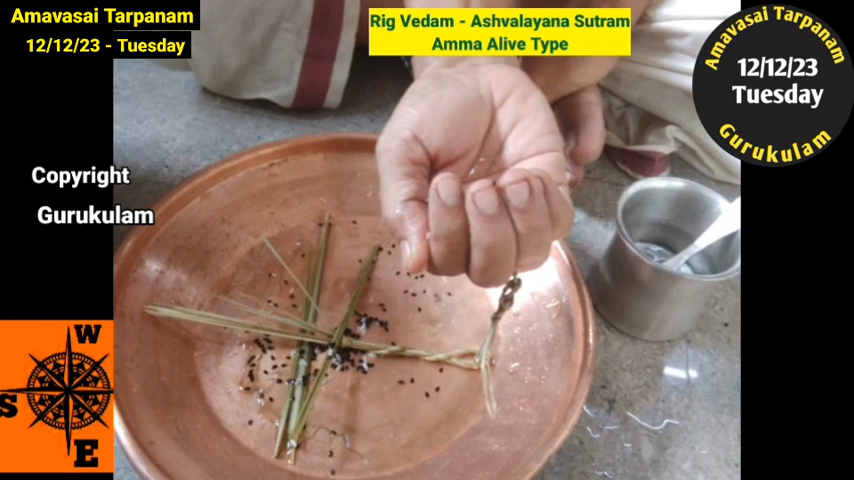 Amavasai Tarpanam
12/12/23 - Tuesday
Rig Vedam - Ashvalayana Sutram
Amma Alive Type
Amavasai Tarpanam
12/12/23
Tuesday
Gurukulam
Copyright
Gurukulam
W
S
E